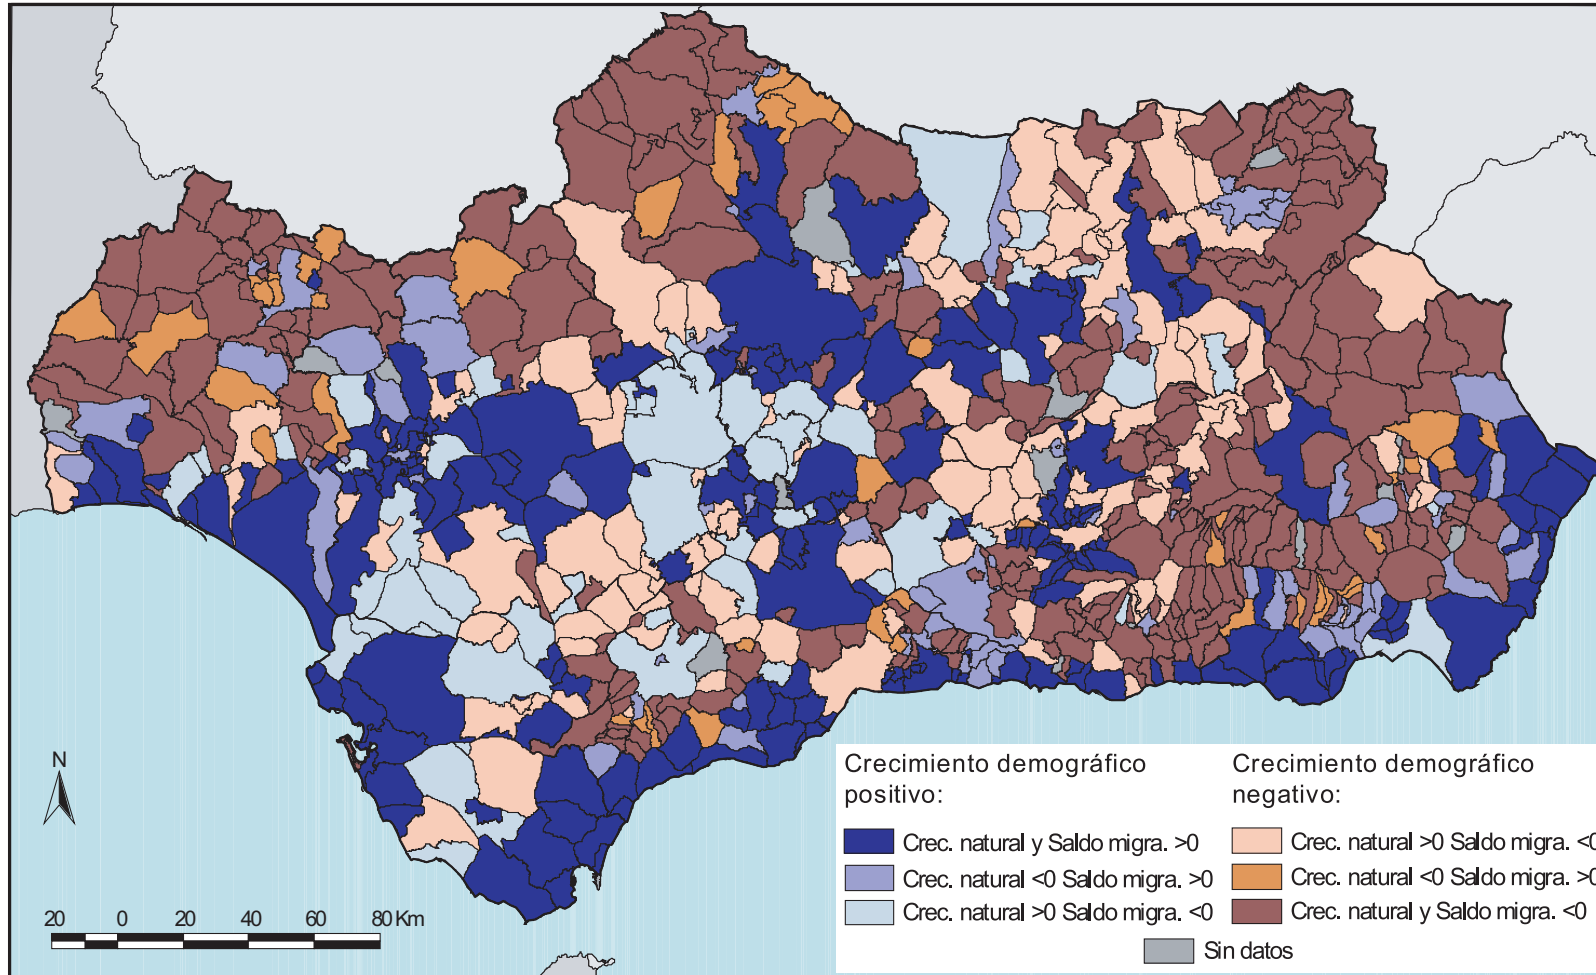 N
20 0 20 40 60 80 Km
Crecimiento demográfico
positivo:
Crec. natural y Saldo migra. >0
Crec. natural <0 Saldo migra. >0
Crec. natural >0 Saldo migra. <0
Crecimiento demográfico
negativo:
Crec. natural >0 Saldo migra. <0
Crec. natural <0 Saldo migra. >0
Crec. natural y Saldo migra. <0
Sin datos